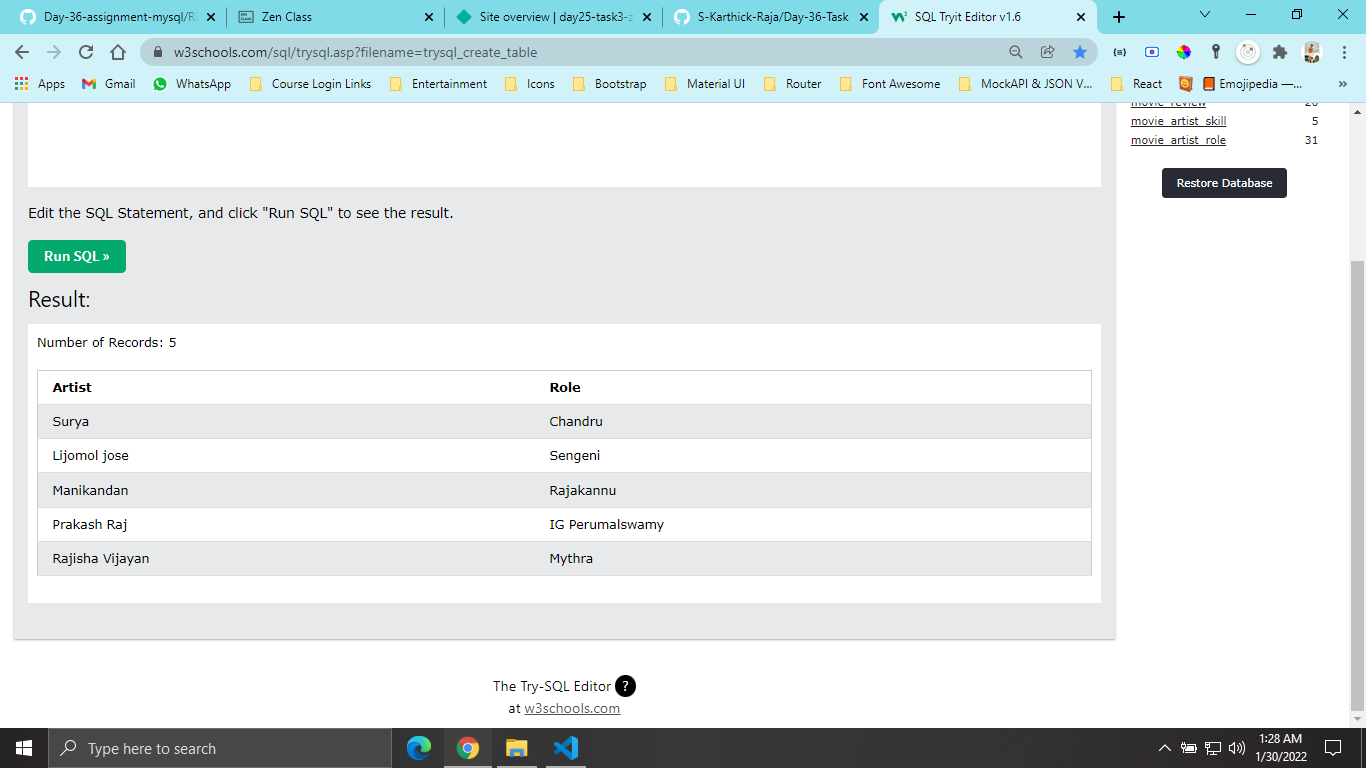 Day-36-assignment-mysql/RE
Zen Class
Site overview | day25-task3-z
S-Karthick-Raja/Day-36-Task
SQL Tryit Editor v1.6
w3schools.com/sql/trysql.asp?filename=trysql_create_table
Apps
Gmail
WhatsApp
Course Login Links
Entertainment
Icons
Bootstrap
Material UI
Router
Font Awesome
MockAPI & JSON V...
React
Emojipedia —...
»
movie_review 20
movie_artist_skill 5
movie_artist_role 31
Restore Database
Edit the SQL Statement, and click "Run SQL" to see the result.
Run SQL »
Result:
Number of Records: 5
Artist Role
Surya Chandru
Lijomol jose Sengeni
Manikandan Rajakannu
Prakash Raj IG Perumalswamy
Rajisha Vijayan Mythra
The Try-SQL Editor ?
at w3schools.com
Type here to search
1:28 AM
1/30/2022